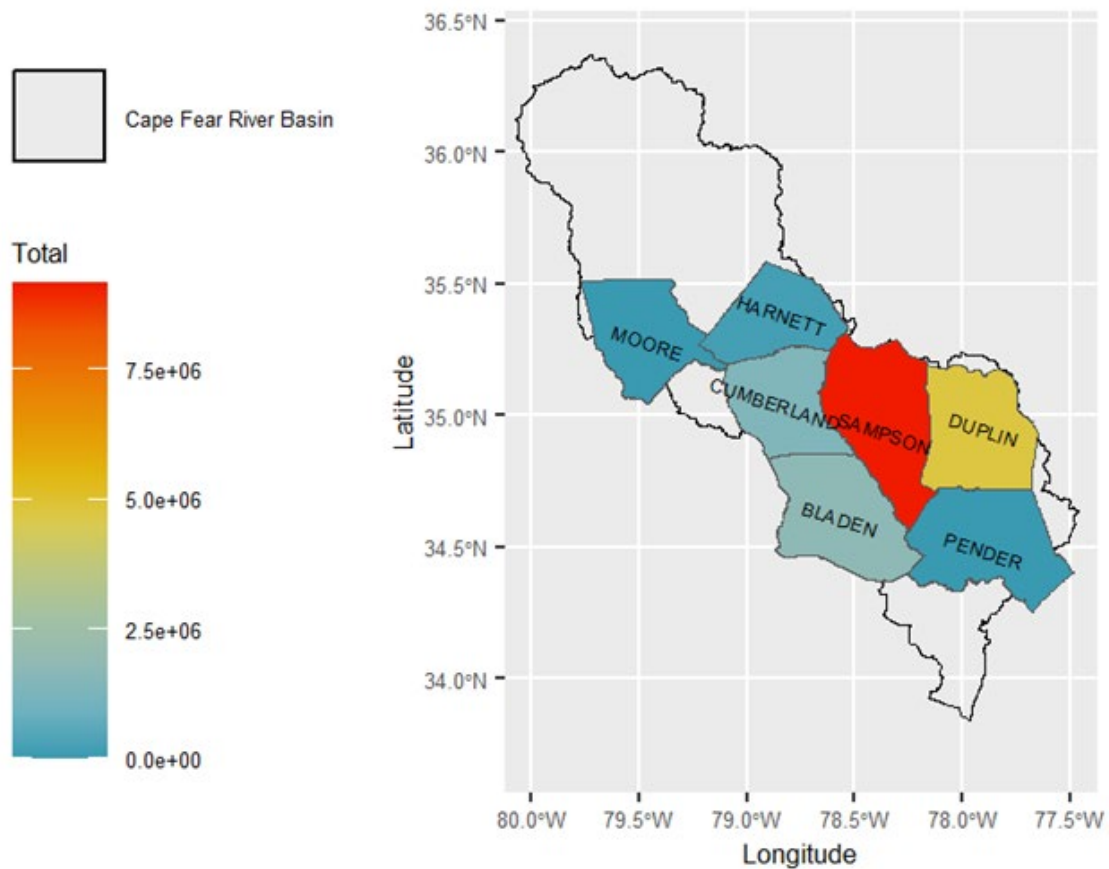 Cape Fear River Basin
Total
7.5e+06
5.0e+06
2.5e+06
0.0e+00
36.5°N
36.0°N
35.5°N
35.0°N
34.5°N
34.0°N
Latitude
HARNETT
MOORE
CUMBERLAND
SAMPSON
DUPLIN
BLADEN
PENDER
80.0°W 79.5°W 79.0°W 78.5°W 78.0°W 77.5°W
Longitude